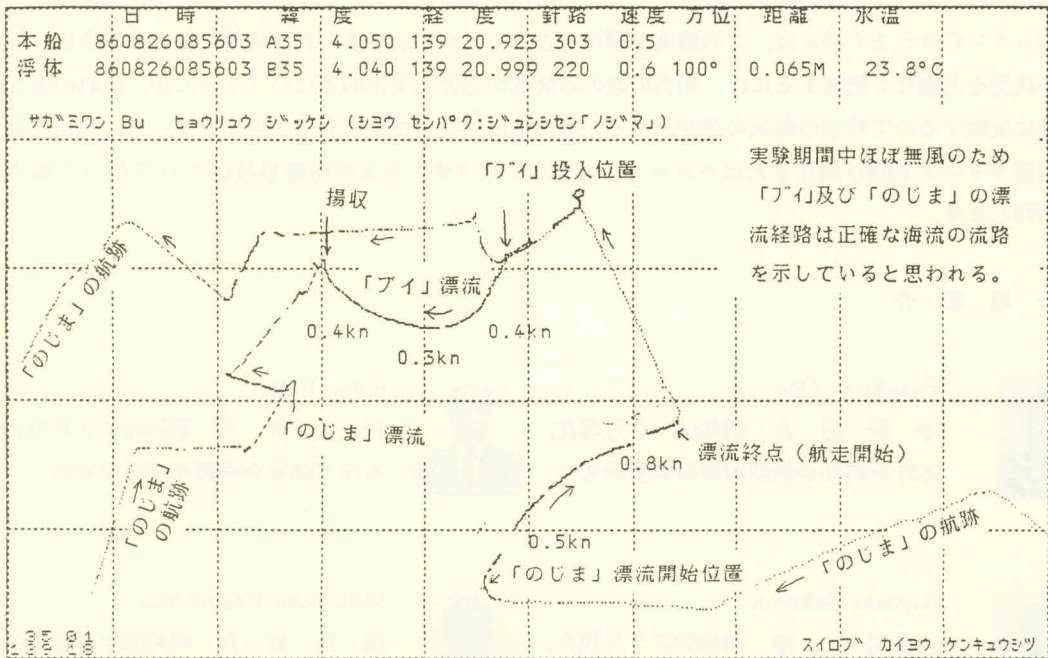 日 時 緯 度 経 度 針路 速度 方位 距離 水温
本船 860826085603 A35 4.050 139 20.925 303 0.5
浮体 860826085603 E35 4.040 139 20.999 220 0.6 100° 0.065M 23.8°C
サガミワン Bu ヒョウリュウ ジッケン (シヨウ センパク:ジュンシセン「ノジマ」)
「ブイ」投入位置
実験期間中ほぼ無風のため
「ブイ」及び「のじま」の漂
流経路は正確な海流の流路
を示していると思われる。
揚収
「のじま」の航跡
「ブイ」漂流
0.4kn
0.3kn
0.4kn
「のじま」漂流
漂流終点(航走開始)
0.8kn
「のじま」
の航跡
0.5kn
「のじま」の航跡
「のじま」漂流開始位置
スイロブ カイヨウ ケンキュウシツ